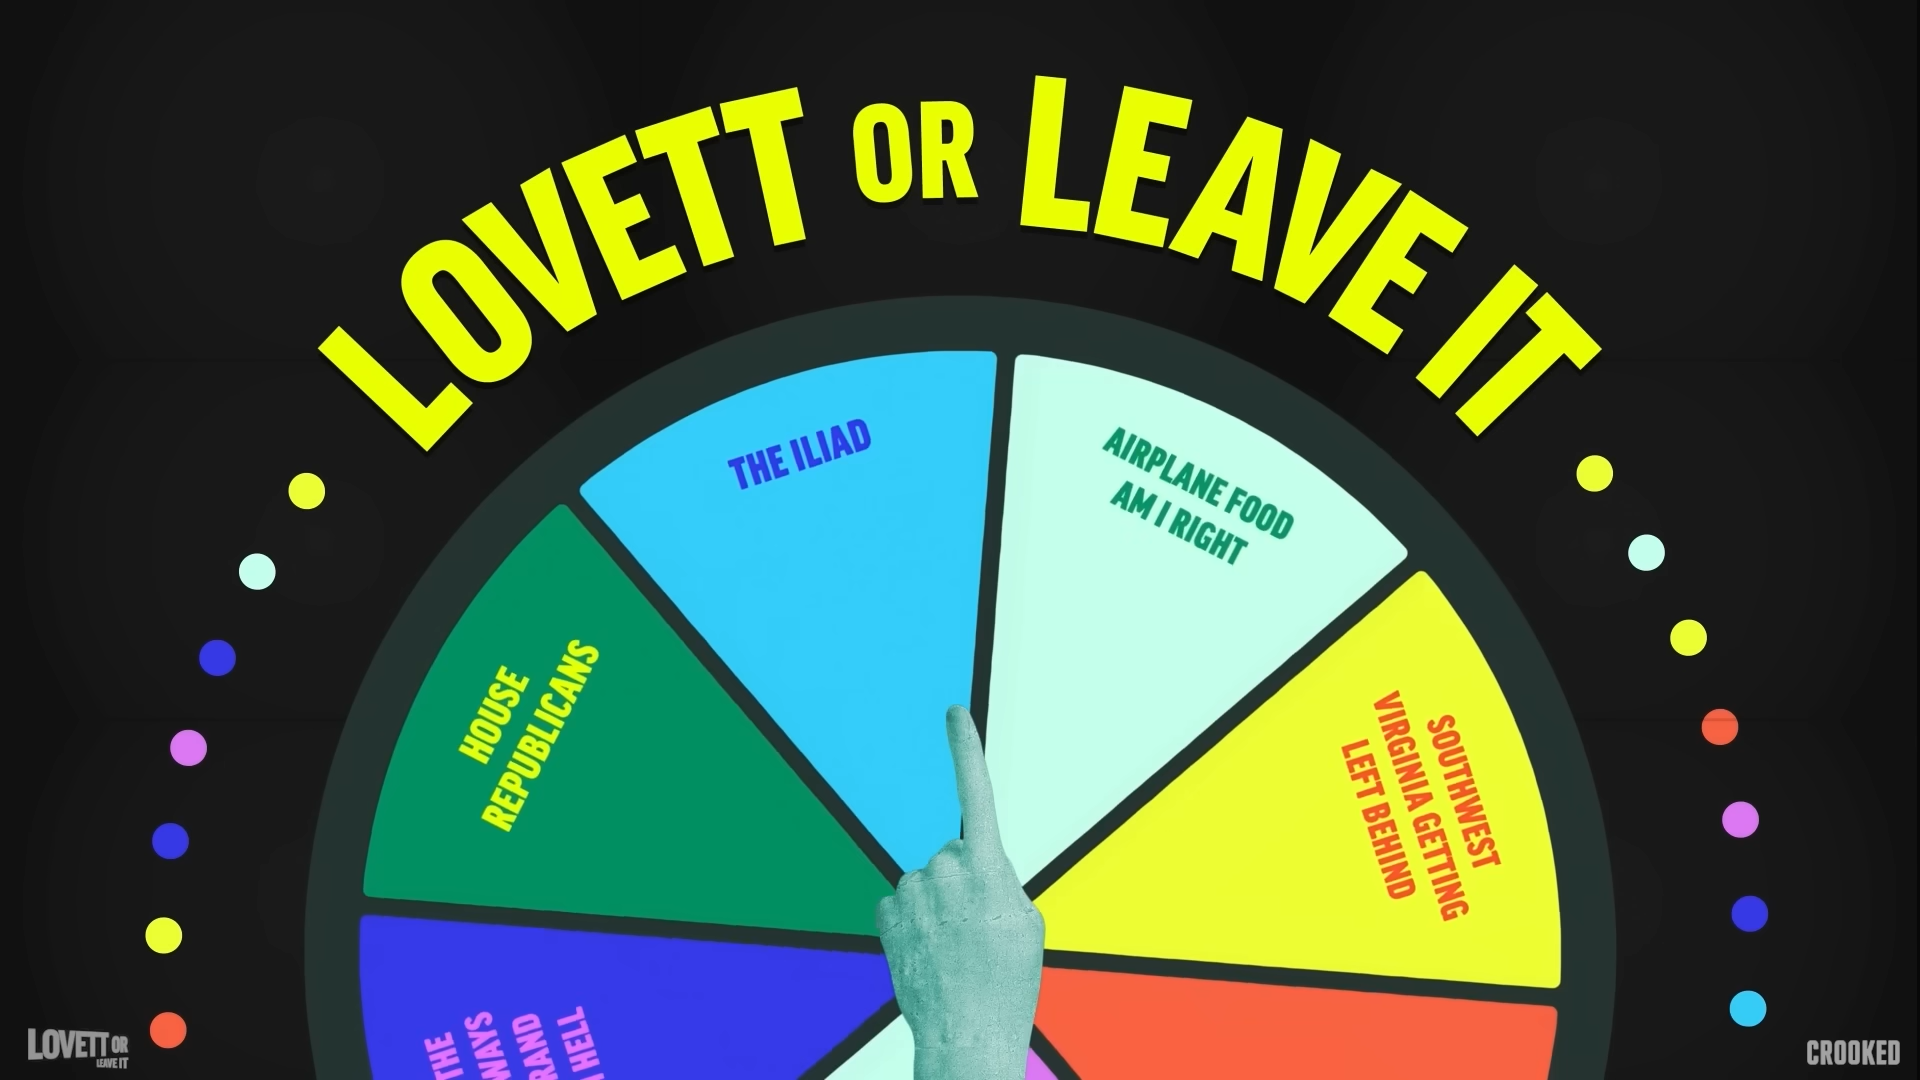 LOVETT OR LEAVE IT
THE ILIAD
AIRPLANE FOOD
AM I RIGHT
HOUSE
REPUBLICANS
SOUTHWEST
VIRGINIA GETTING
LEFT BEHIND
THE
HELL
LOVETT OR
LEAVE IT
CROOKED